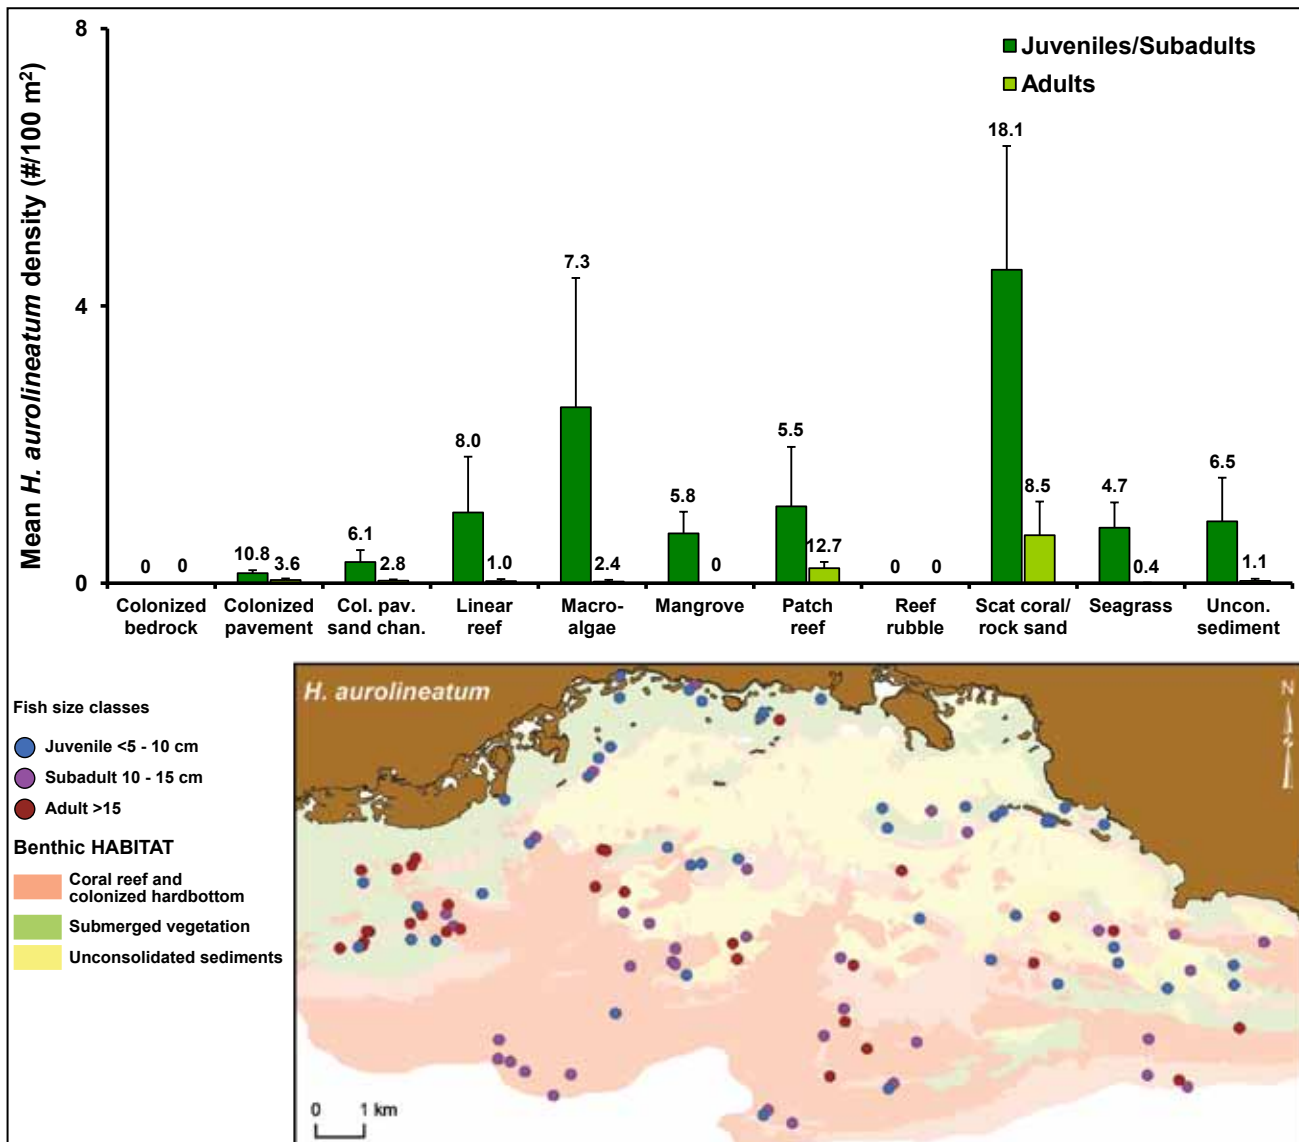 8
Mean H. aurolineatum density (#/100 m²)
Juveniles/Subadults
Adults
18.1
7.3
4
8.0
5.8
5.5
8.5
4.7
6.5
10.8
3.6
6.1
2.8
1.0
2.4
0
12.7
0.4
1.1
0 0
0 0
0
Colonized bedrock
Colonized pavement
Col. pav. sand chan.
Linear reef
Macro-algae
Mangrove
Patch reef
Reef rubble
Scat coral/ rock sand
Seagrass
Uncon. sediment
H. aurolineatum
N
Fish size classes
Juvenile <5 - 10 cm
Subadult 10 - 15 cm
Adult >15
Benthic HABITAT
Coral reef and
colonized hardbottom
Submerged vegetation
Unconsolidated sediments
0 1 km